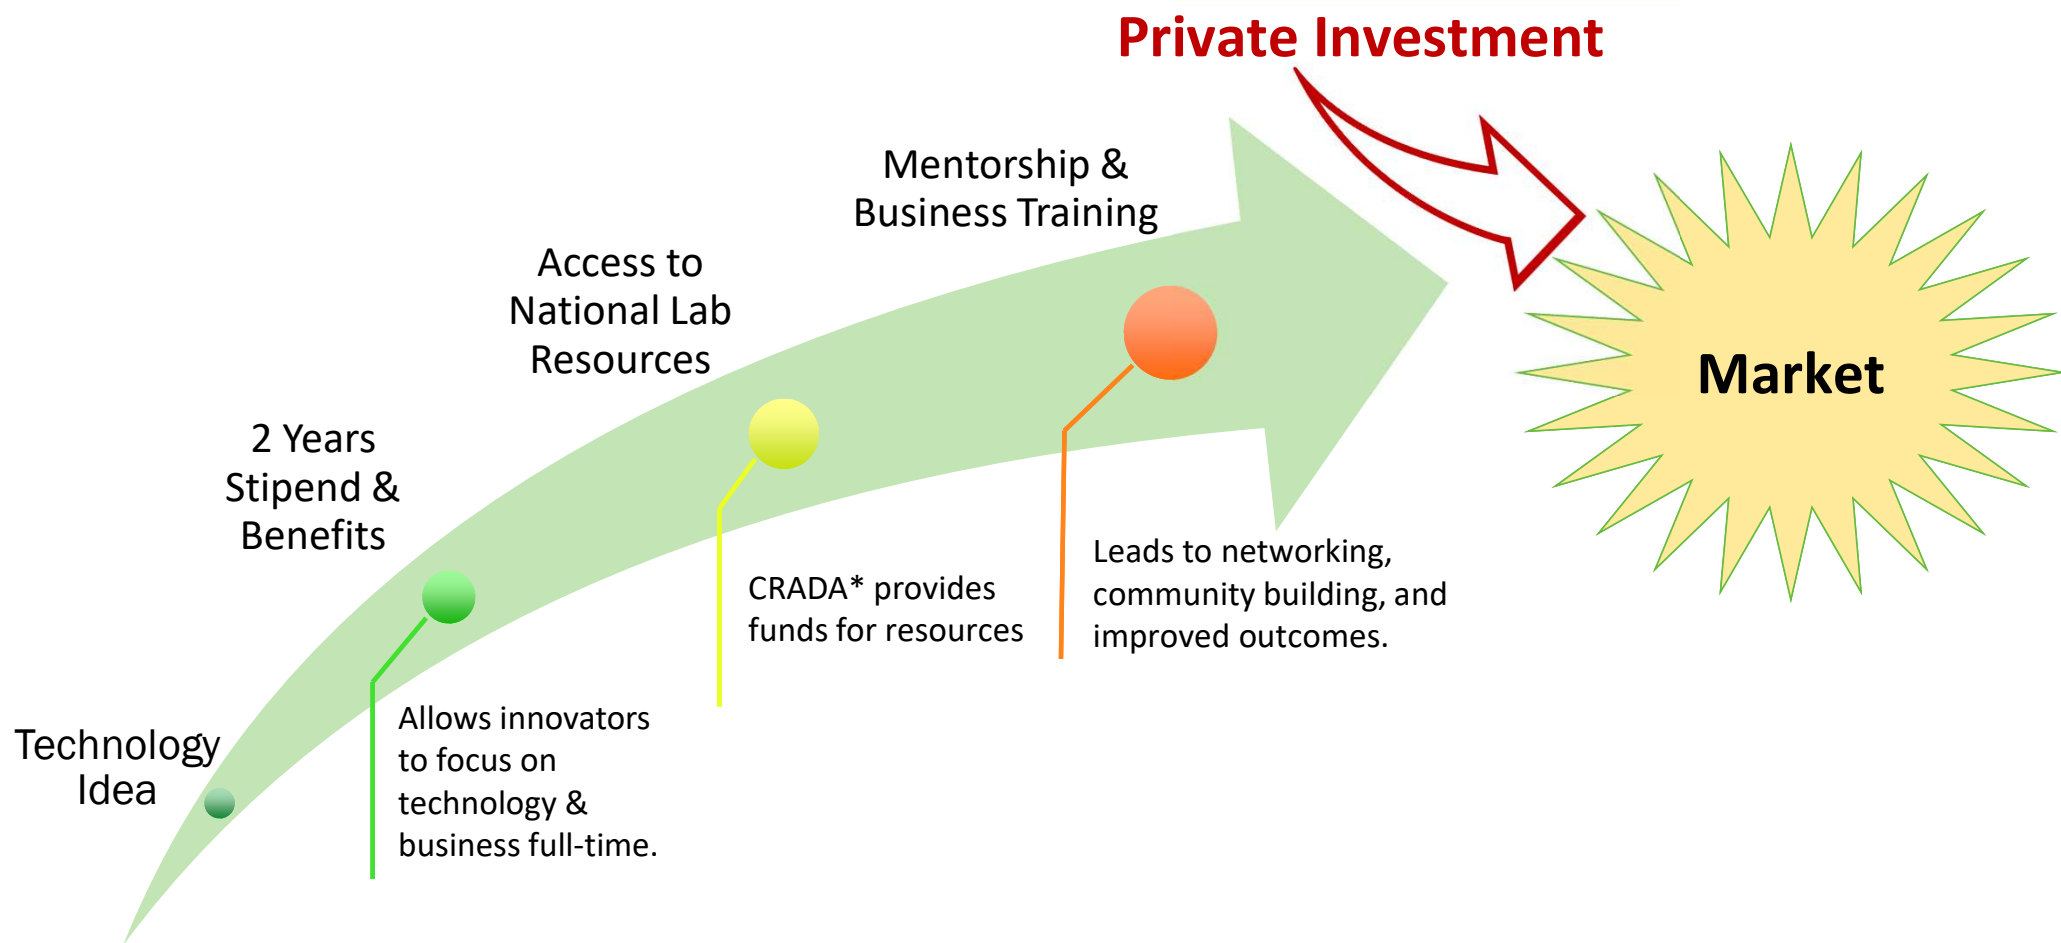 Private Investment
Mentorship &
Business Training
Access to
National Lab
Resources
2 Years
Stipend &
Benefits
Technology
Idea
Market
Allows innovators
to focus on
technology &
business full-time.
CRADA* provides
funds for resources
Leads to networking,
community building, and
improved outcomes.